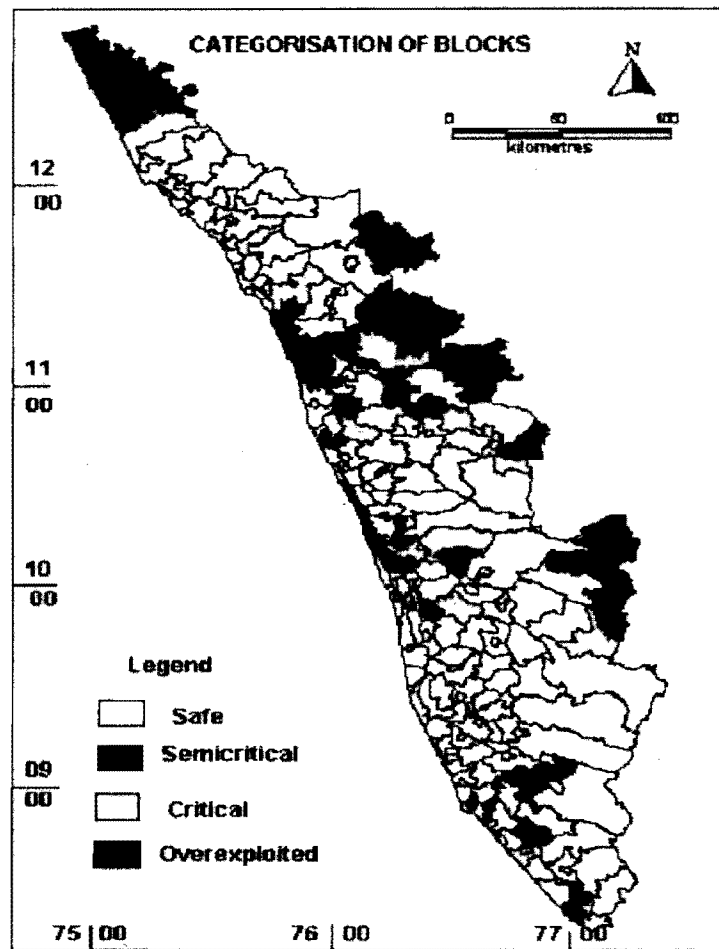 CATEGORISATION OF BLOCKS
N
0 50 100
kilometres
12
00
11
00
10
00
09
00
Legend
Safe
Semicritical
Critical
Overexploited
75 00 76 00 77 00